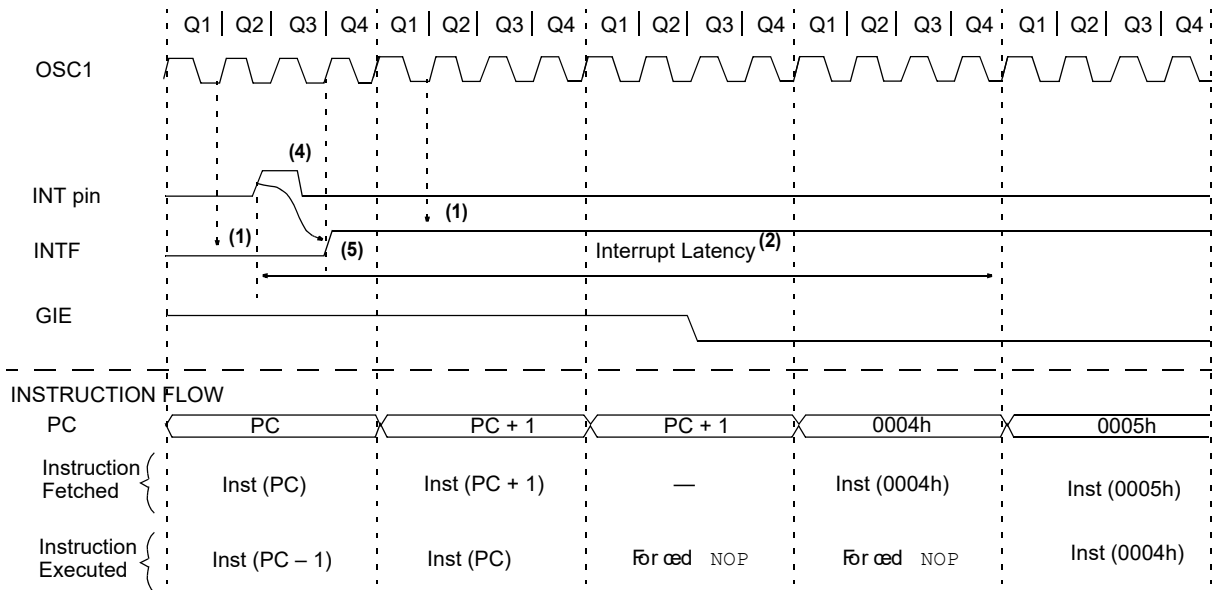 Q1 Q2 Q3 Q4 Q1 Q2 Q3 Q4 Q1 Q2 Q3 Q4 Q1 Q2 Q3 Q4 Q1 Q2 Q3 Q4
OSC1
(4)
INT pin
(1)
(1)
INTF
(5)
Interrupt Latency(2)
GIE
INSTRUCTION FLOW
PC PC PC + 1 PC + 1 0004h 0005h
Instruction
Fetched
Inst (PC) Inst (PC + 1) — Inst (0004h) Inst (0005h)
Instruction
Executed
Inst (PC – 1) Inst (PC) Forced NOP Forced NOP Inst (0004h)